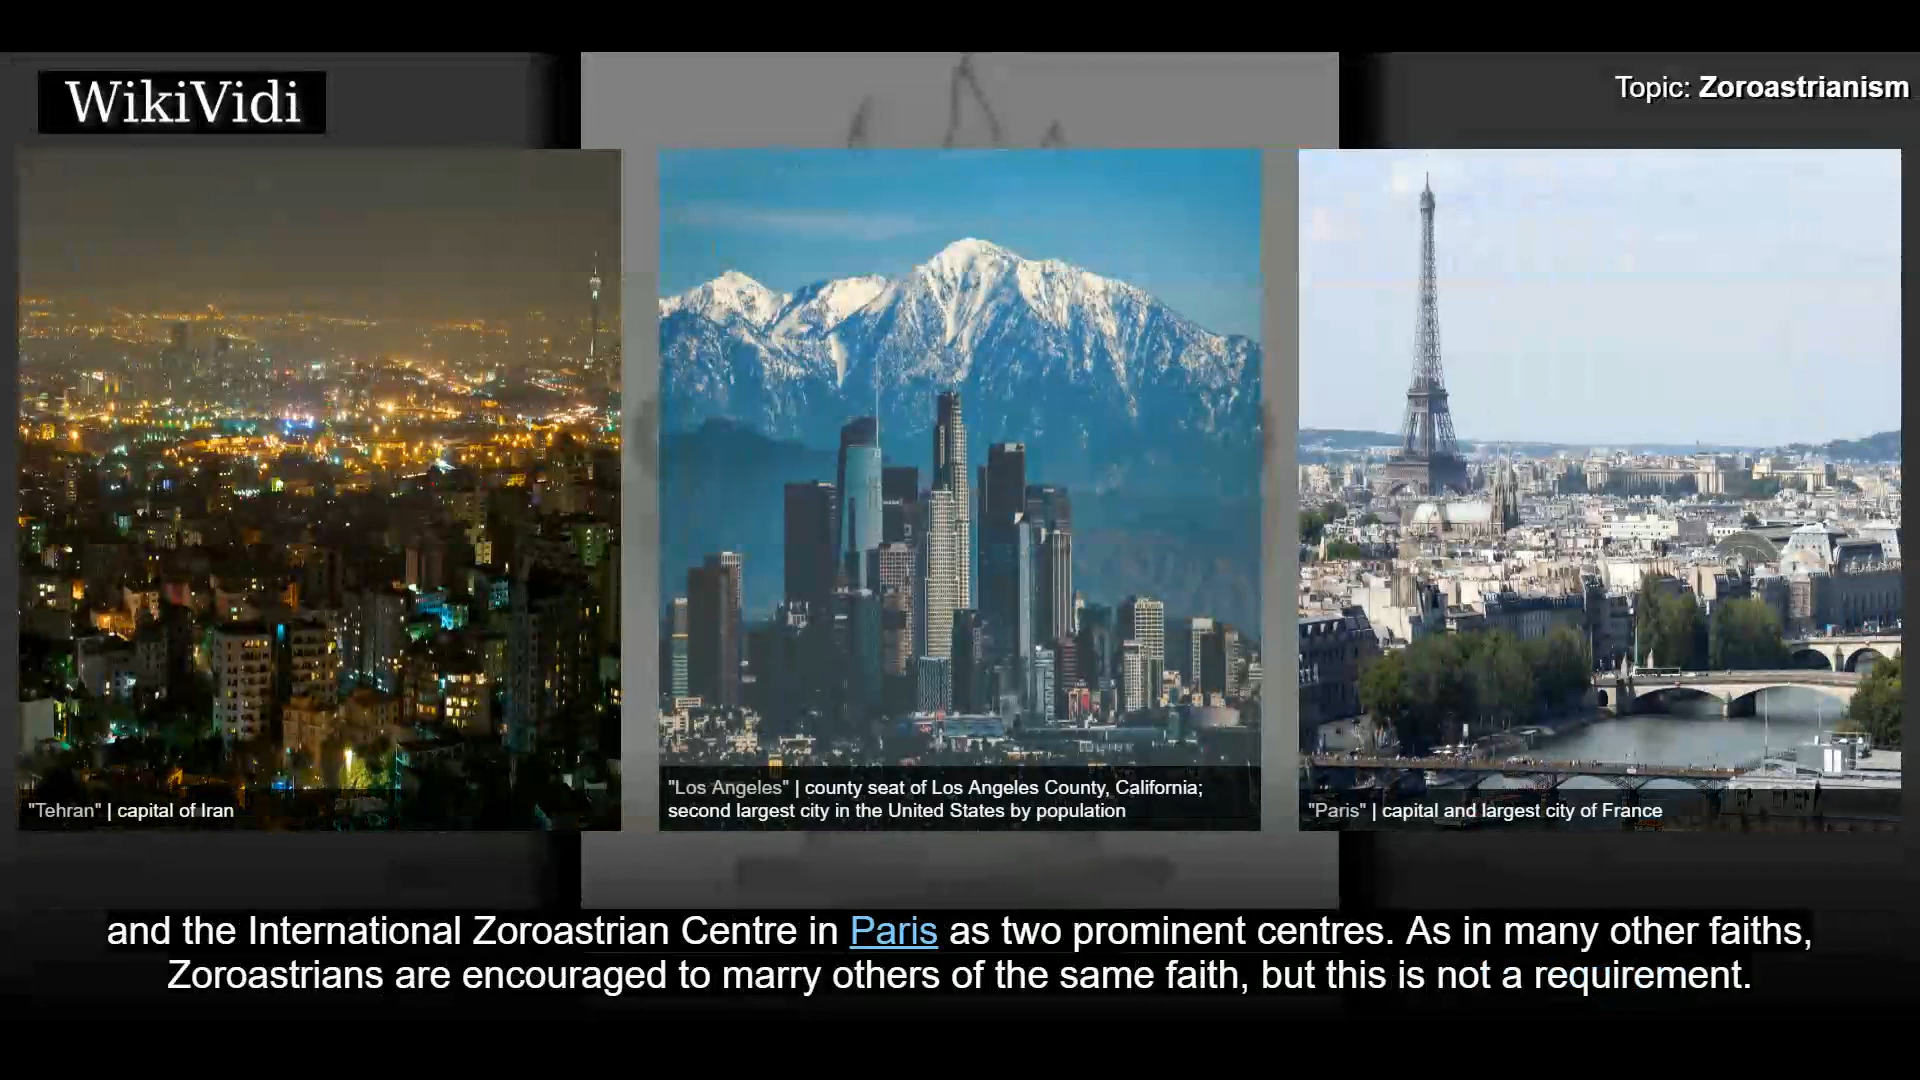 WikiVidi
Topic: Zoroastrianism
"Tehran" | capital of Iran
"Los Angeles" | county seat of Los Angeles County, California;
second largest city in the United States by population
"Paris" | capital and largest city of France
and the International Zoroastrian Centre in Paris as two prominent centres. As in many other faiths,
Zoroastrians are encouraged to marry others of the same faith, but this is not a requirement.